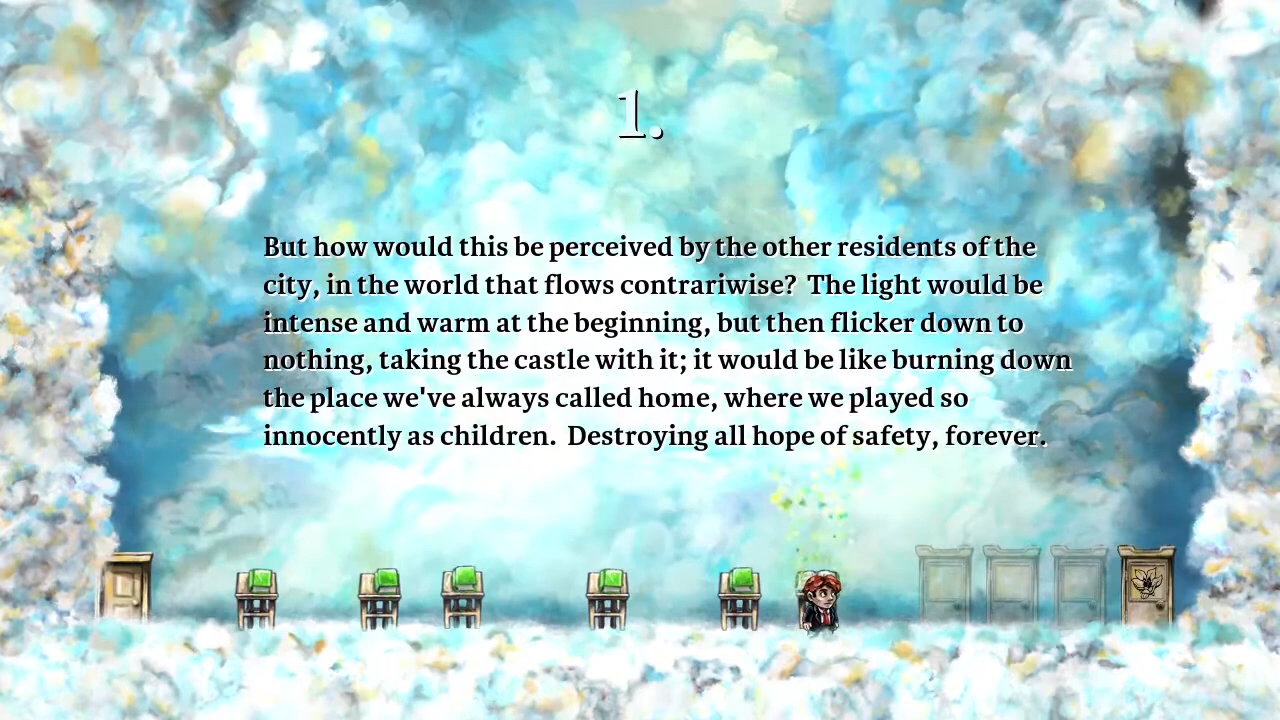 1.
But how would this be perceived by the other residents of the
city, in the world that flows contrariwise?  The light would be
intense and warm at the beginning, but then flicker down to
nothing, taking the castle with it; it would be like burning down
the place we've always called home, where we played so
innocently as children.  Destroying all hope of safety, forever.